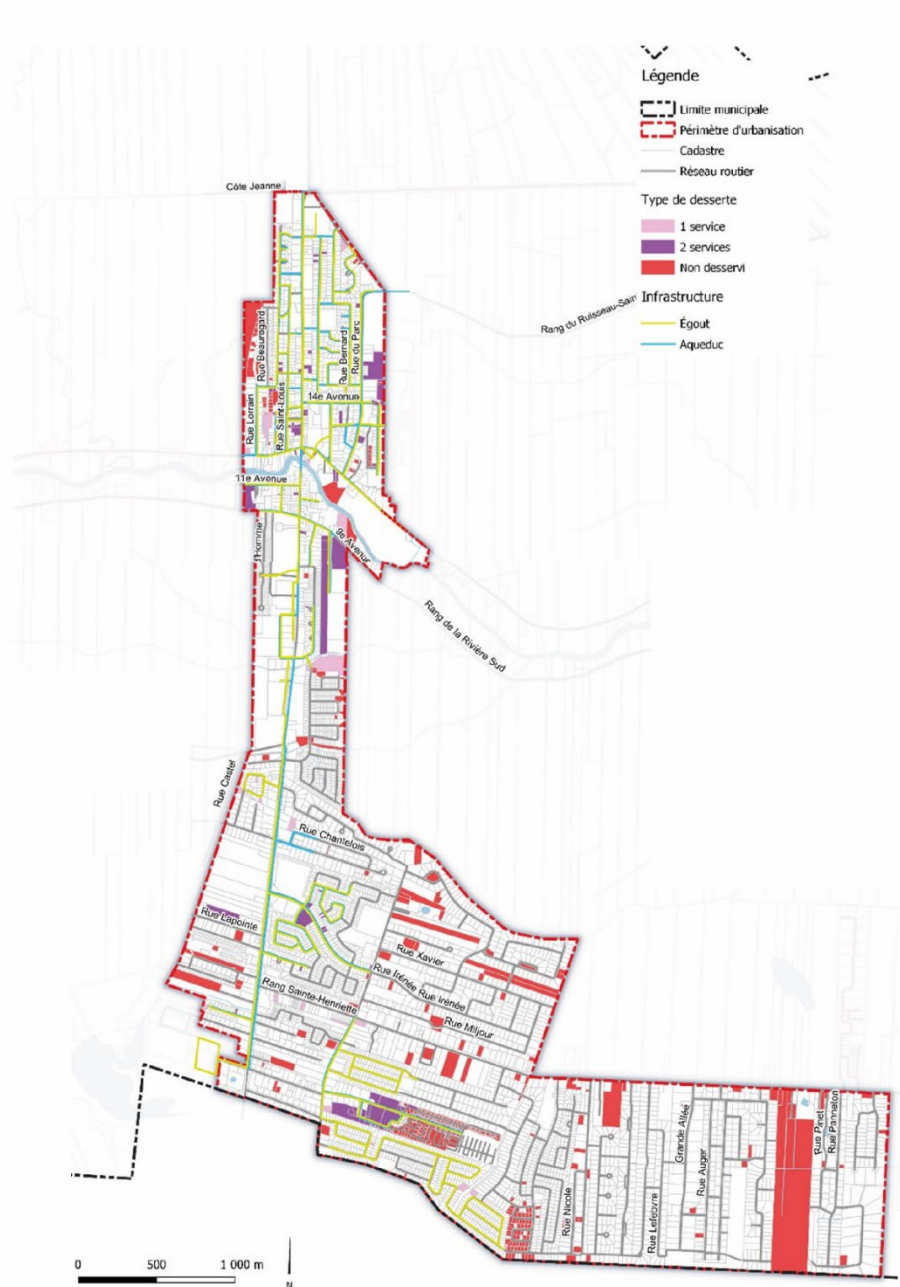 Légende
Limite municipale
Périmètre d'urbanisation
Cadastre
Réseau routier
Type de desserte
1 service
2 services
Non desservi
Infrastructure
Égout
Aqueduc
Côte Jeanne
Rang du Ruisseau-Sain
Rue Beauregard
Rue Bernard
Rue du Parc
14e Avenue
Rue Lorrain
Rue Saint-Louis
11e Avenue
l'Homme
9e Avenue
Rang de la Rivière Sud
Rue Castel
Rue Chantelois
Rue Lapointe
Rue Xavier
Rue Irénée Rue Irénée
Rang Sainte-Henriette
Rue Miljour
Rue Nicole
Rue Lefebvre
Grande Allée
Rue Auger
Rue Pinet
Rue Panneton
0 500 1 000 m
N